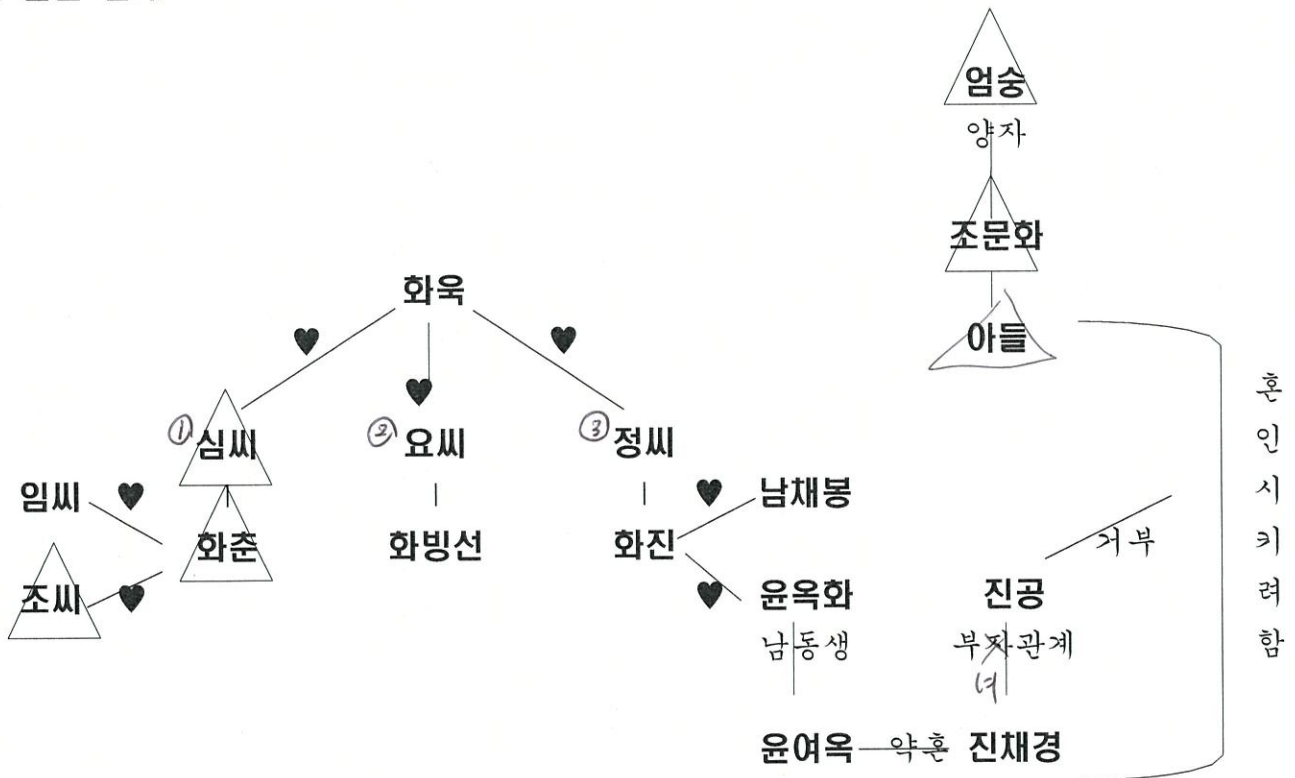 엄숭
양자
조문화
아들
화욱
① 심씨
② 요씨
③ 정씨
임씨
화춘
조씨
화빙선
화진
남채봉
윤옥화
남동생
윤여옥
약혼
진채경
진공
부자관계
녀
거부
혼인시키려함